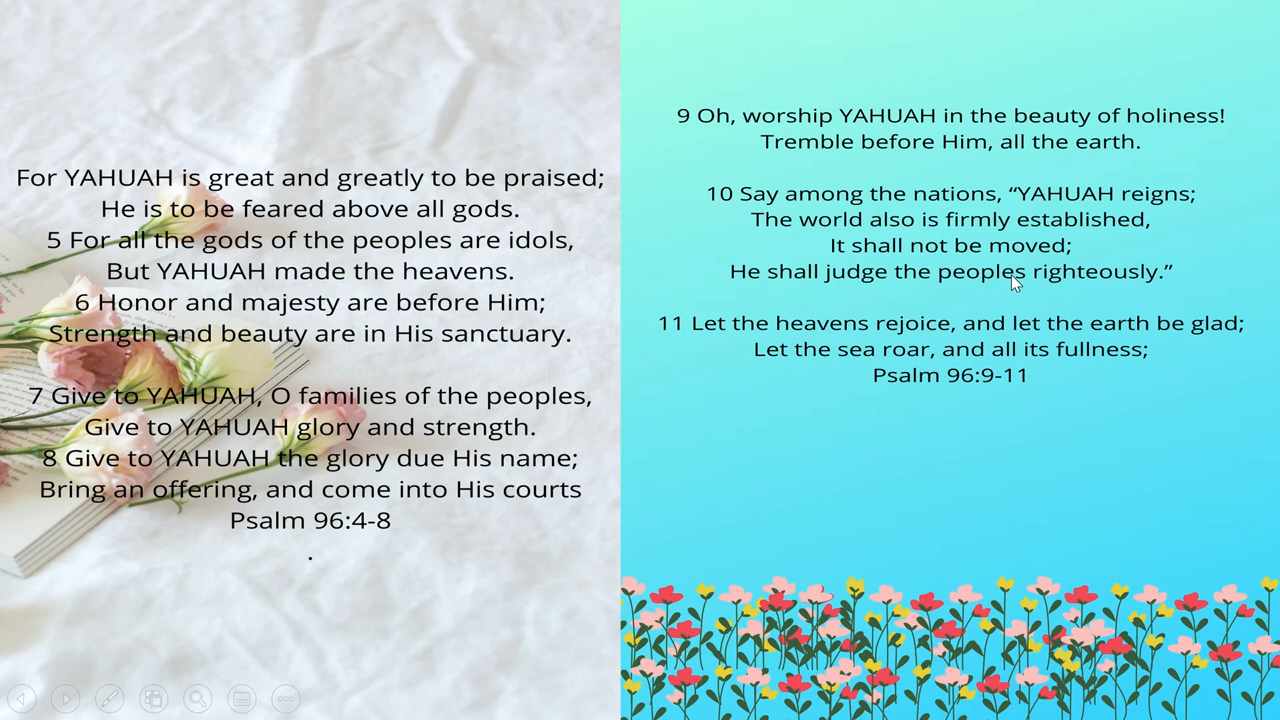 For YAHUAH is great and greatly to be praised;
He is to be feared above all gods.
5 For all the gods of the peoples are idols,
But YAHUAH made the heavens.
6 Honor and majesty are before Him;
Strength and beauty are in His sanctuary.
7 Give to YAHUAH, O families of the peoples,
Give to YAHUAH glory and strength.
8 Give to YAHUAH the glory due His name;
Bring an offering, and come into His courts
Psalm 96:4-8
.
9 Oh, worship YAHUAH in the beauty of holiness!
Tremble before Him, all the earth.
10 Say among the nations, “YAHUAH reigns;
The world also is firmly established,
It shall not be moved;
He shall judge the peoples righteously.”
11 Let the heavens rejoice, and let the earth be glad;
Let the sea roar, and all its fullness;
Psalm 96:9-11